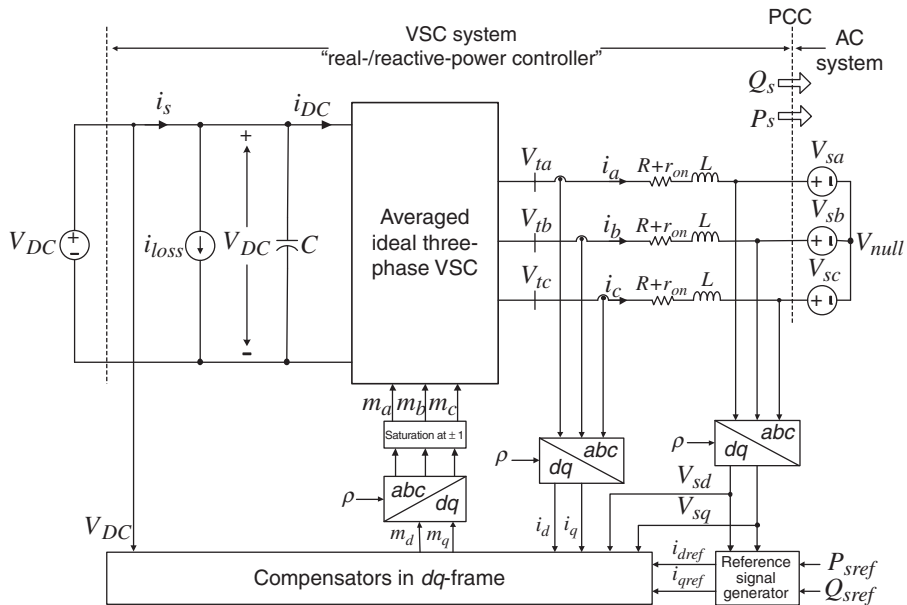 VSC system
“real-/reactive-power controller”
PCC
AC
system
Q_s
P_s
i_s
i_DC
V_DC
+
-
i_loss
+
V_DC
-
C
Averaged
ideal three-
phase VSC
V_ta
i_a
R+r_on
L
V_sa
+ -
V_tb
i_b
R+r_on
L
V_sb
+ -
V_null
V_tc
i_c
R+r_on
L
V_sc
+ -
m_a
m_b
m_c
Saturation at ± 1
ρ
abc
dq
ρ
abc
dq
ρ
abc
dq
V_sd
V_sq
V_DC
m_d
m_q
i_d
i_q
i_dref
i_qref
Compensators in dq-frame
Reference
signal
generator
P_sref
Q_sref